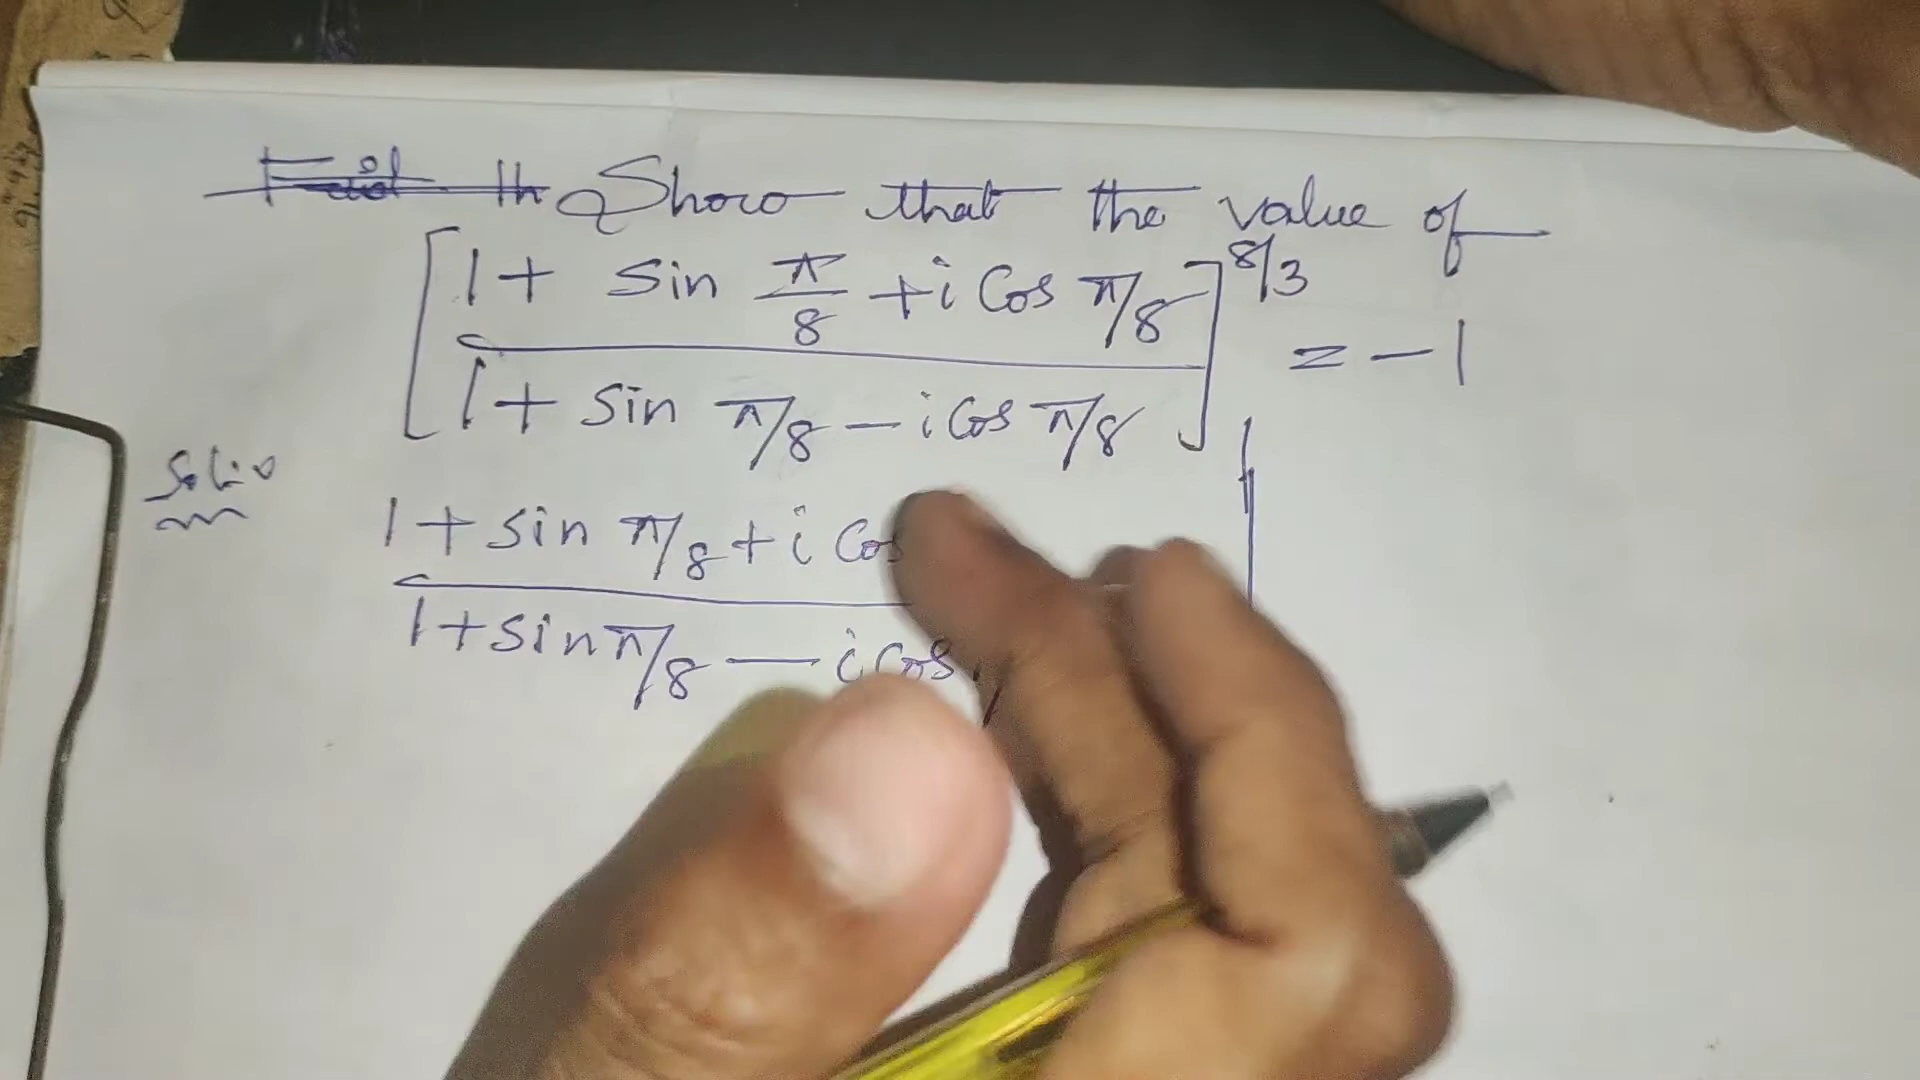 Show that the value of
[1 + sin π/8 + i Cos π/8 / 1 + sin π/8 - i Cos π/8]^8/3 = -1
1 + sin π/8 + i Cos
1 + sin π/8 - i Cos